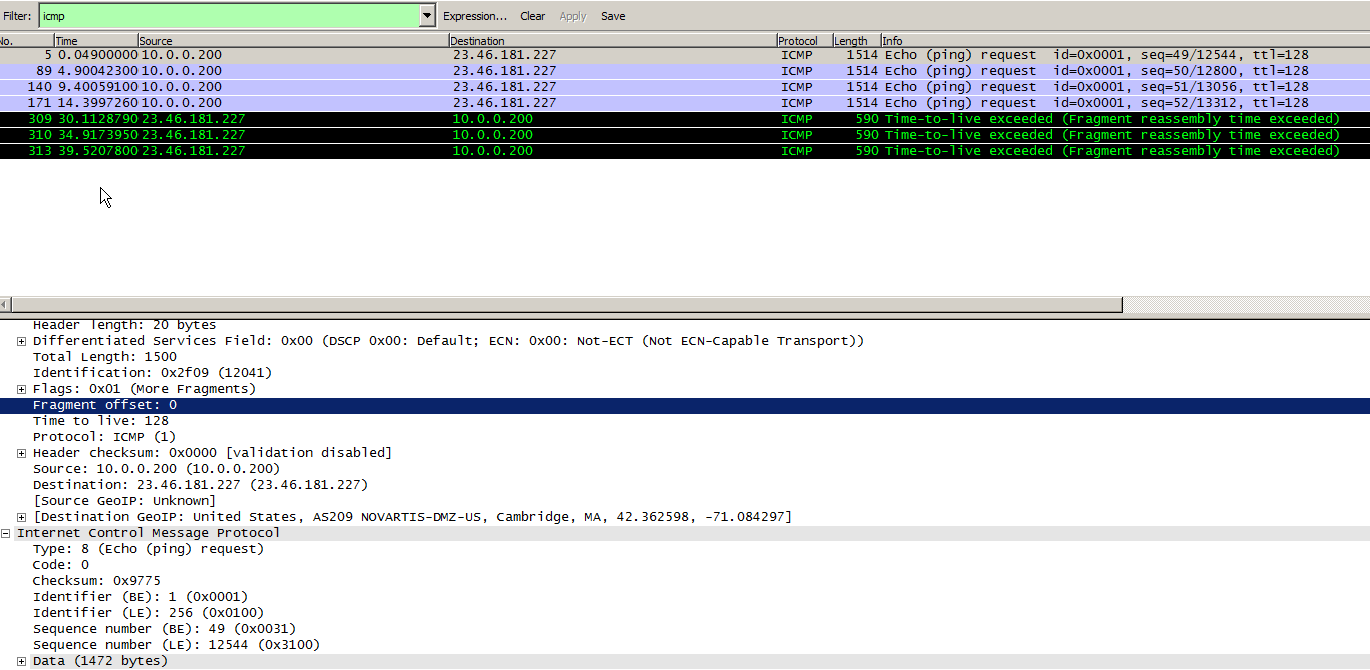 Filter: icmp Expression... Clear Apply Save
No. Time Source Destination Protocol Length Info
5 0.04900000 10.0.0.200 23.46.181.227 ICMP 1514 Echo (ping) request id=0x0001, seq=49/12544, ttl=128
89 4.90042300 10.0.0.200 23.46.181.227 ICMP 1514 Echo (ping) request id=0x0001, seq=50/12800, ttl=128
140 9.40059100 10.0.0.200 23.46.181.227 ICMP 1514 Echo (ping) request id=0x0001, seq=51/13056, ttl=128
171 14.3997260 10.0.0.200 23.46.181.227 ICMP 1514 Echo (ping) request id=0x0001, seq=52/13312, ttl=128
309 30.1128790 23.46.181.227 10.0.0.200 ICMP 590 Time-to-live exceeded (Fragment reassembly time exceeded)
310 34.9173950 23.46.181.227 10.0.0.200 ICMP 590 Time-to-live exceeded (Fragment reassembly time exceeded)
313 39.5207800 23.46.181.227 10.0.0.200 ICMP 590 Time-to-live exceeded (Fragment reassembly time exceeded)
Header length: 20 bytes
Differentiated Services Field: 0x00 (DSCP 0x00: Default; ECN: 0x00: Not-ECT (Not ECN-Capable Transport))
Total Length: 1500
Identification: 0x2f09 (12041)
Flags: 0x01 (More Fragments)
Fragment offset: 0
Time to live: 128
Protocol: ICMP (1)
Header checksum: 0x0000 [validation disabled]
Source: 10.0.0.200 (10.0.0.200)
Destination: 23.46.181.227 (23.46.181.227)
[Source GeoIP: Unknown]
[Destination GeoIP: United States, AS209 NOVARTIS-DMZ-US, Cambridge, MA, 42.362598, -71.084297]
Internet Control Message Protocol
Type: 8 (Echo (ping) request)
Code: 0
Checksum: 0x9775
Identifier (BE): 1 (0x0001)
Identifier (LE): 256 (0x0100)
Sequence number (BE): 49 (0x0031)
Sequence number (LE): 12544 (0x3100)
Data (1472 bytes)